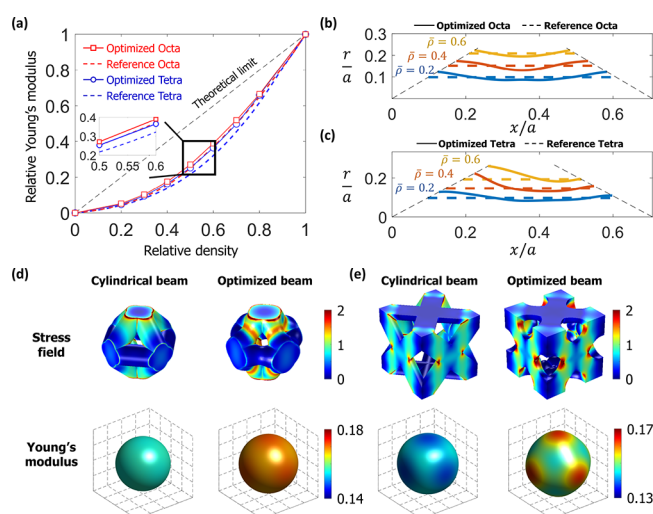 (a)
Relative Young's modulus
1
0.8
0.6
0.4
0.2
0
Optimized Octa
Reference Octa
Optimized Tetra
Reference Tetra
Theoretical limit
0.4
0.3
0.2
0.5
0.55
0.6
0
0.2
0.4
0.6
0.8
1
Relative density
(b)
Optimized Octa
Reference Octa
r/a
0.3
0.2
0.1
0
ρ̄ = 0.6
ρ̄ = 0.4
ρ̄ = 0.2
0
0.2
0.4
0.6
x/a
(c)
Optimized Tetra
Reference Tetra
r/a
0.2
0
ρ̄ = 0.6
ρ̄ = 0.4
ρ̄ = 0.2
0
0.2
0.4
0.6
x/a
(d)
Cylindrical beam
Optimized beam
(e)
Cylindrical beam
Optimized beam
Stress
field
2
1
0
2
1
0
Young's
modulus
0.18
0.14
0.17
0.13